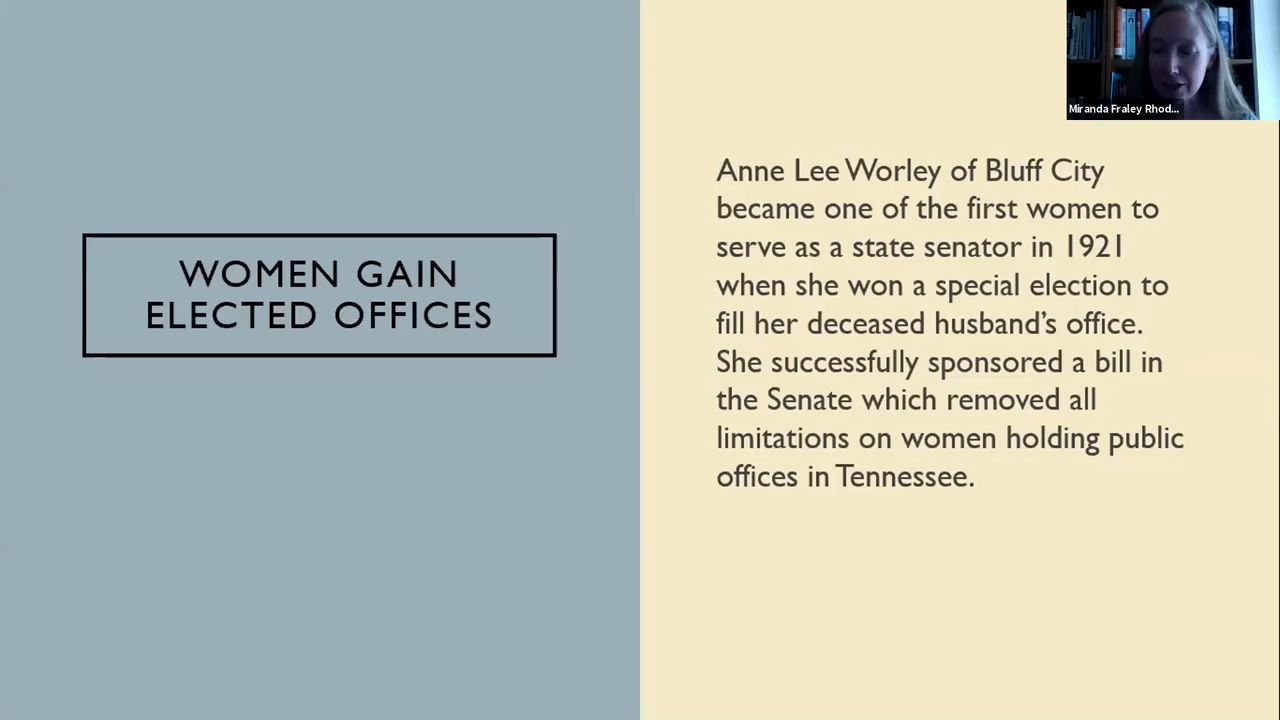 Miranda Fraley Rhod...
WOMEN GAIN
ELECTED OFFICES
Anne Lee Worley of Bluff City
became one of the first women to
serve as a state senator in 1921
when she won a special election to
fill her deceased husband’s office.
She successfully sponsored a bill in
the Senate which removed all
limitations on women holding public
offices in Tennessee.